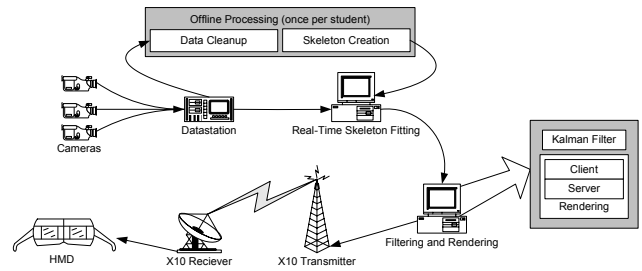 Offline Processing (once per student)
Data Cleanup
Skeleton Creation
Cameras
Datastation
Real-Time Skeleton Fitting
Kalman Filter
Client
Server
Rendering
Filtering and Rendering
HMD
X10 Reciever
X10 Transmitter